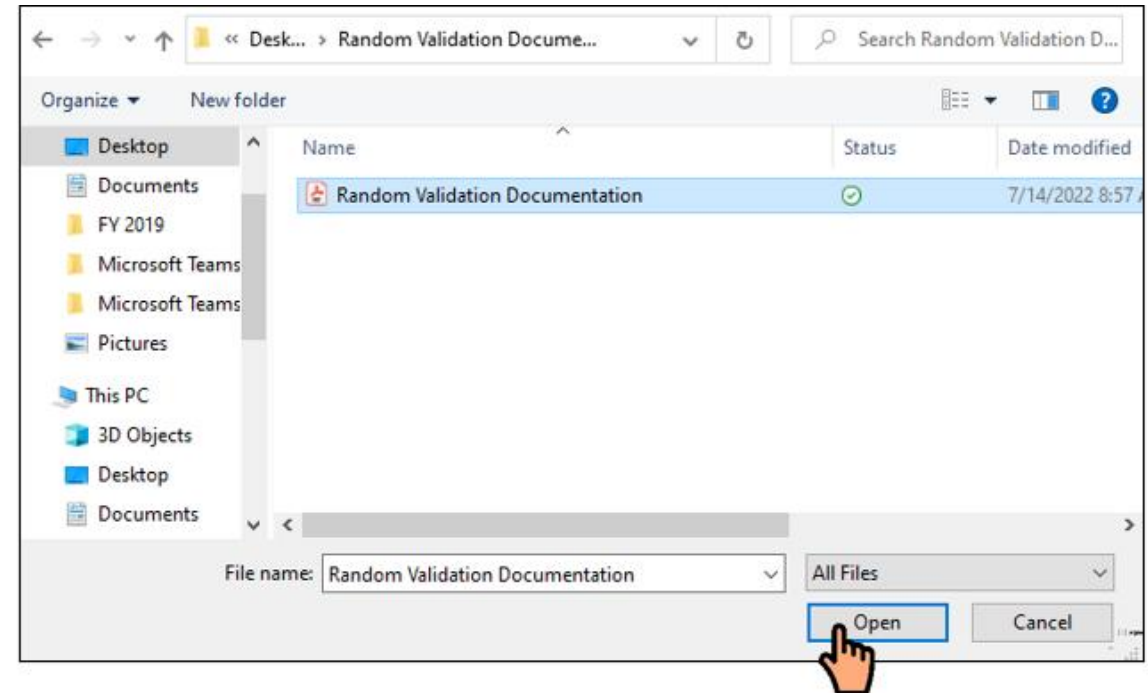 « Desk... › Random Validation Docume...
Search Random Validation D...
Organize
New folder
Name
Status
Date modified
Random Validation Documentation
7/14/2022 8:57
Desktop
Documents
FY 2019
Microsoft Teams
Microsoft Teams
Pictures
This PC
3D Objects
Desktop
Documents
File name: Random Validation Documentation
All Files
Open
Cancel